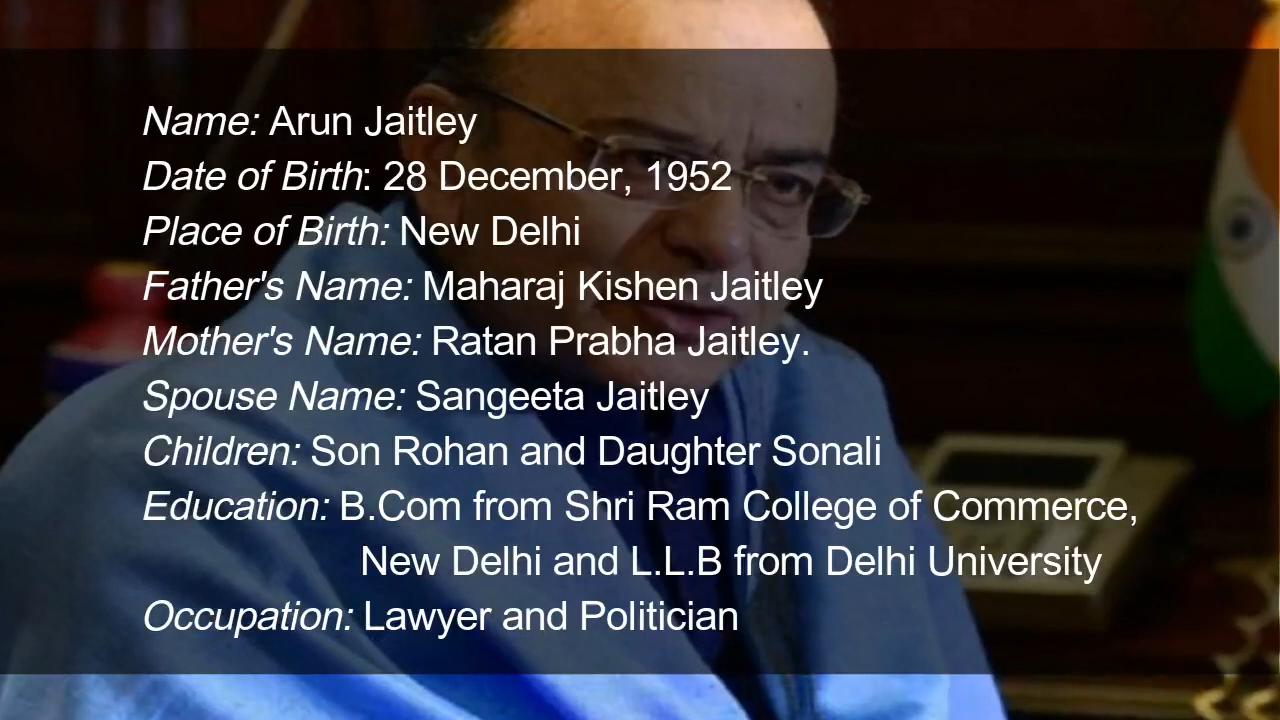 Name: Arun Jaitley
Date of Birth: 28 December, 1952
Place of Birth: New Delhi
Father's Name: Maharaj Kishen Jaitley
Mother's Name: Ratan Prabha Jaitley.
Spouse Name: Sangeeta Jaitley
Children: Son Rohan and Daughter Sonali
Education: B.Com from Shri Ram College of Commerce,
New Delhi and L.L.B from Delhi University
Occupation: Lawyer and Politician